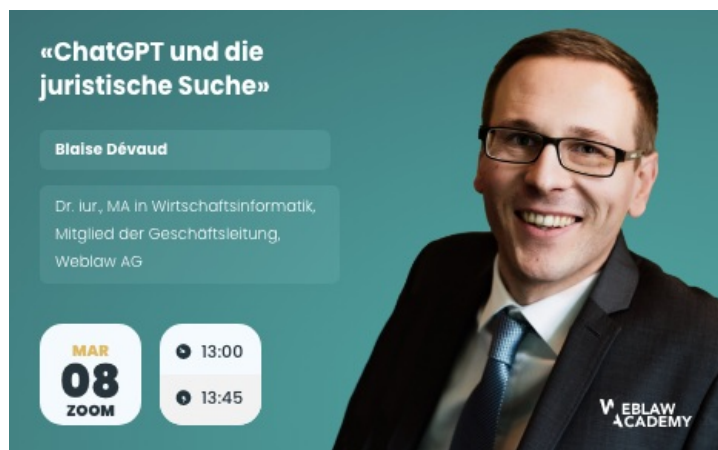 «ChatGPT und die
juristische Suche»
Blaise Dévaud
Dr. iur., MA in Wirtschaftsinformatik,
Mitglied der Geschäftsleitung,
Weblaw AG
MAR
08
ZOOM
13:00
13:45
WEBLAW
ACADEMY